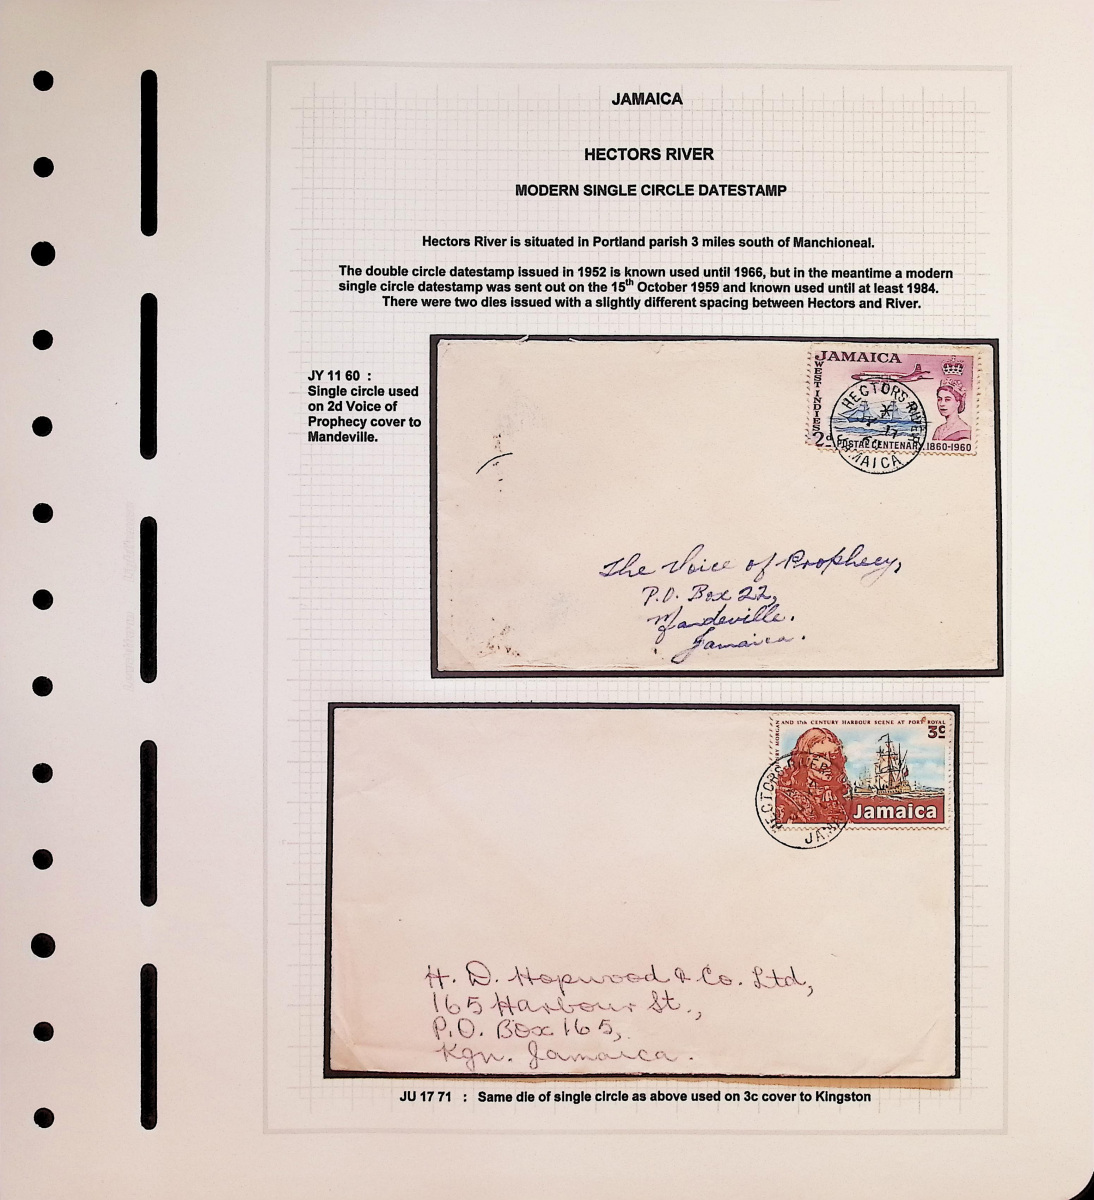 JAMAICA
HECTORS RIVER
MODERN SINGLE CIRCLE DATESTAMP
Hectors River is situated in Portland parish 3 miles south of Manchioneal.
The double circle datestamp issued in 1952 is known used until 1966, but in the meantime a modern
single circle datestamp was sent out on the 15th October 1959 and known used until at least 1984.
There were two dies issued with a slightly different spacing between Hectors and River.
JY 11 60 :
Single circle used
on 2d Voice of
Prophecy cover to
Mandeville.
JAMAICA
WEST INDIES
2d
POSTAL CENTENARY 1860-1960
HECTORS RIVER
JAMAICA
The Voice of Prophecy,
P.O. Box 22,
Mandeville.
Jamaica.
MORGAN AND 17th CENTURY HARBOUR SCENE AT PORT ROYAL
3c
Jamaica
HECTORS RIVER
H. D. Hopwood & Co. Ltd,
165 Harbour St.,
P.O. Box 165,
Kgn. Jamaica.
JU 17 71 : Same die of single circle as above used on 3c cover to Kingston